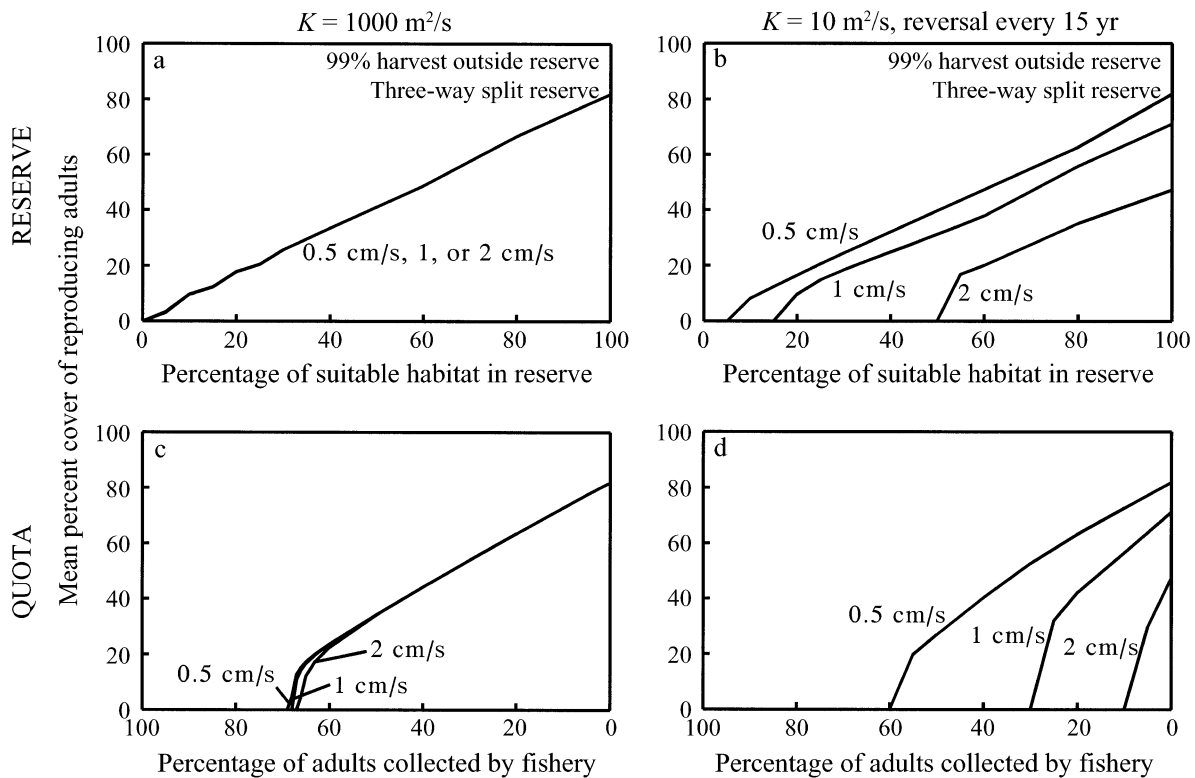 K = 1000 m²/s
K = 10 m²/s, reversal every 15 yr
RESERVE
QUOTA
Mean percent cover of reproducing adults
a
99% harvest outside reserve
Three-way split reserve
100
80
60
40
20
0
0.5 cm/s, 1, or 2 cm/s
0 20 40 60 80 100
Percentage of suitable habitat in reserve
b
99% harvest outside reserve
Three-way split reserve
100
80
60
40
20
0
0.5 cm/s
1 cm/s
2 cm/s
0 20 40 60 80 100
Percentage of suitable habitat in reserve
c
100
80
60
40
20
0
2 cm/s
0.5 cm/s
1 cm/s
100 80 60 40 20 0
Percentage of adults collected by fishery
d
100
80
60
40
20
0
0.5 cm/s
1 cm/s
2 cm/s
100 80 60 40 20 0
Percentage of adults collected by fishery